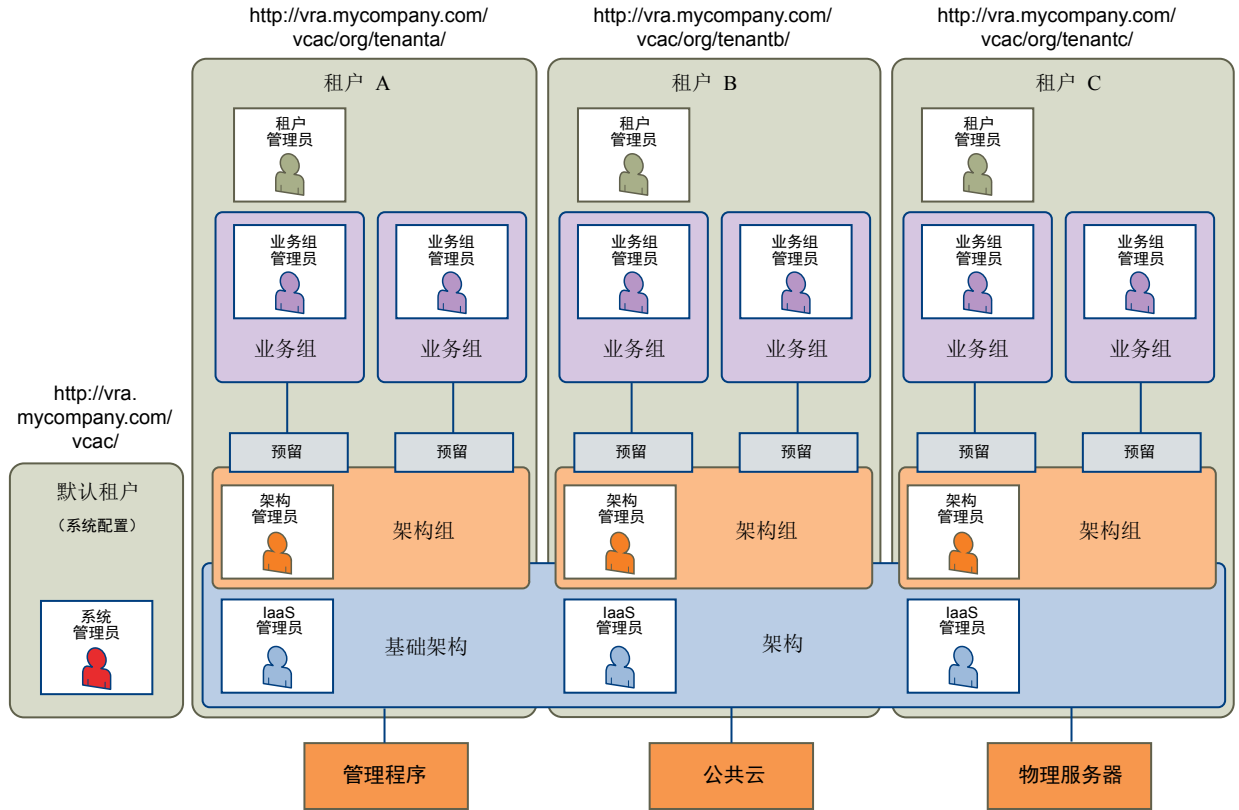 http://vra.mycompany.com/
vcac/org/tenanta/
http://vra.mycompany.com/
vcac/org/tenantb/
http://vra.mycompany.com/
vcac/org/tenantc/
租户 A
租户 B
租户 C
租户
管理员
租户
管理员
租户
管理员
业务组
管理员
业务组
管理员
业务组
管理员
业务组
管理员
业务组
管理员
业务组
管理员
业务组
业务组
业务组
业务组
业务组
业务组
http://vra.
mycompany.com/
vcac/
预留
预留
预留
预留
预留
预留
默认租户
（系统配置）
架构
管理员
架构组
架构
管理员
架构组
架构
管理员
架构组
系统
管理员
IaaS
管理员
基础架构
IaaS
管理员
架构
IaaS
管理员
管理程序
公共云
物理服务器